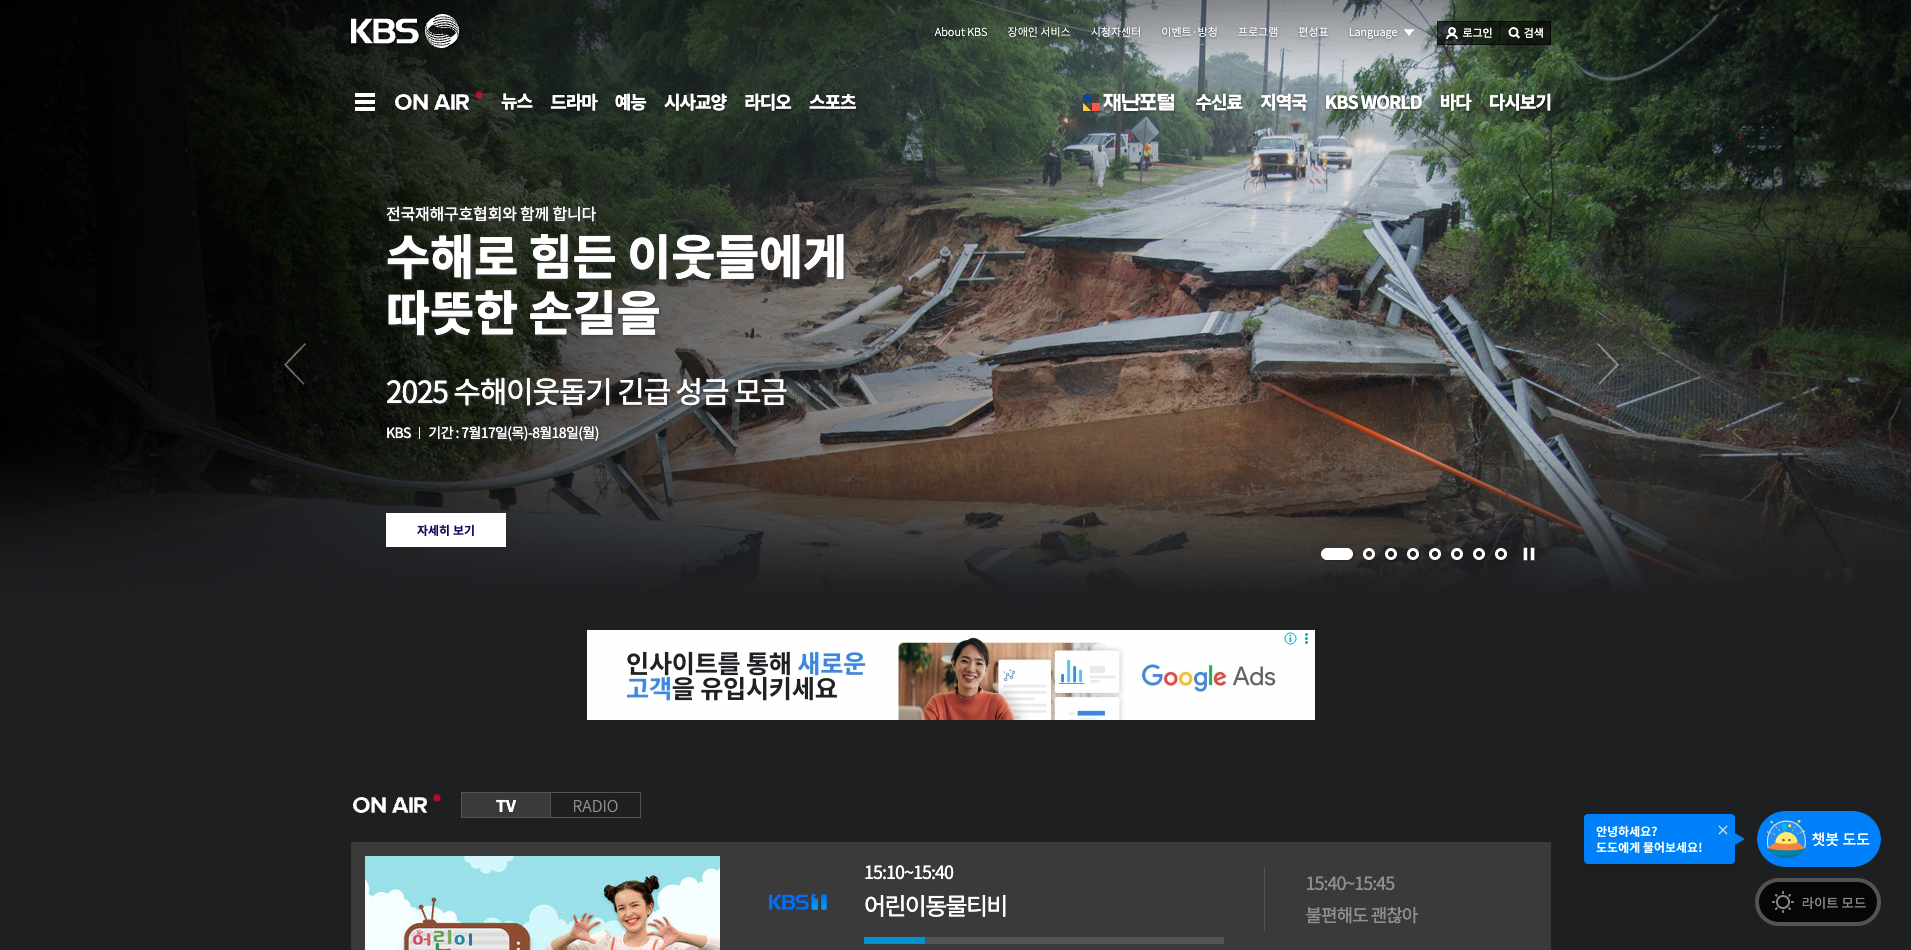 KBS
About KBS 장애인 서비스 시청자센터 이벤트·방청 프로그램 편성표 Language 로그인 검색
ON AIR 뉴스 드라마 예능 시사교양 라디오 스포츠 재난포털 수신료 지역국 KBS WORLD 바다 다시보기
전국재해구호협회와 함께 합니다
수해로 힘든 이웃들에게
따뜻한 손길을
2025 수해이웃돕기 긴급 성금 모금
KBS | 기간 : 7월17일(목)-8월18일(월)
자세히 보기
인사이트를 통해 새로운
고객을 유입시키세요
Google Ads
ON AIR TV RADIO
안녕하세요?
도도에게 물어보세요!
챗봇 도도
라이트 모드
어린이
KBS 1
15:10~15:40
어린이동물티비
15:40~15:45
불편해도 괜찮아